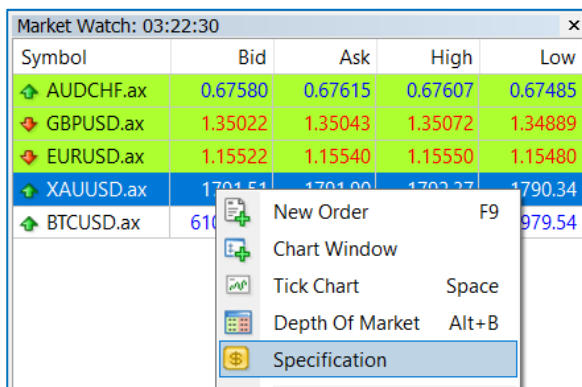 Market Watch: 03:22:30
Symbol Bid Ask High Low
AUDCHF.ax 0.67580 0.67615 0.67607 0.67485
GBPUSD.ax 1.35022 1.35043 1.35072 1.34889
EURUSD.ax 1.15522 1.15540 1.15550 1.15480
XAUUSD.ax 1790.34
BTCUSD.ax
New Order F9
Chart Window
Tick Chart Space
Depth Of Market Alt+B
Specification